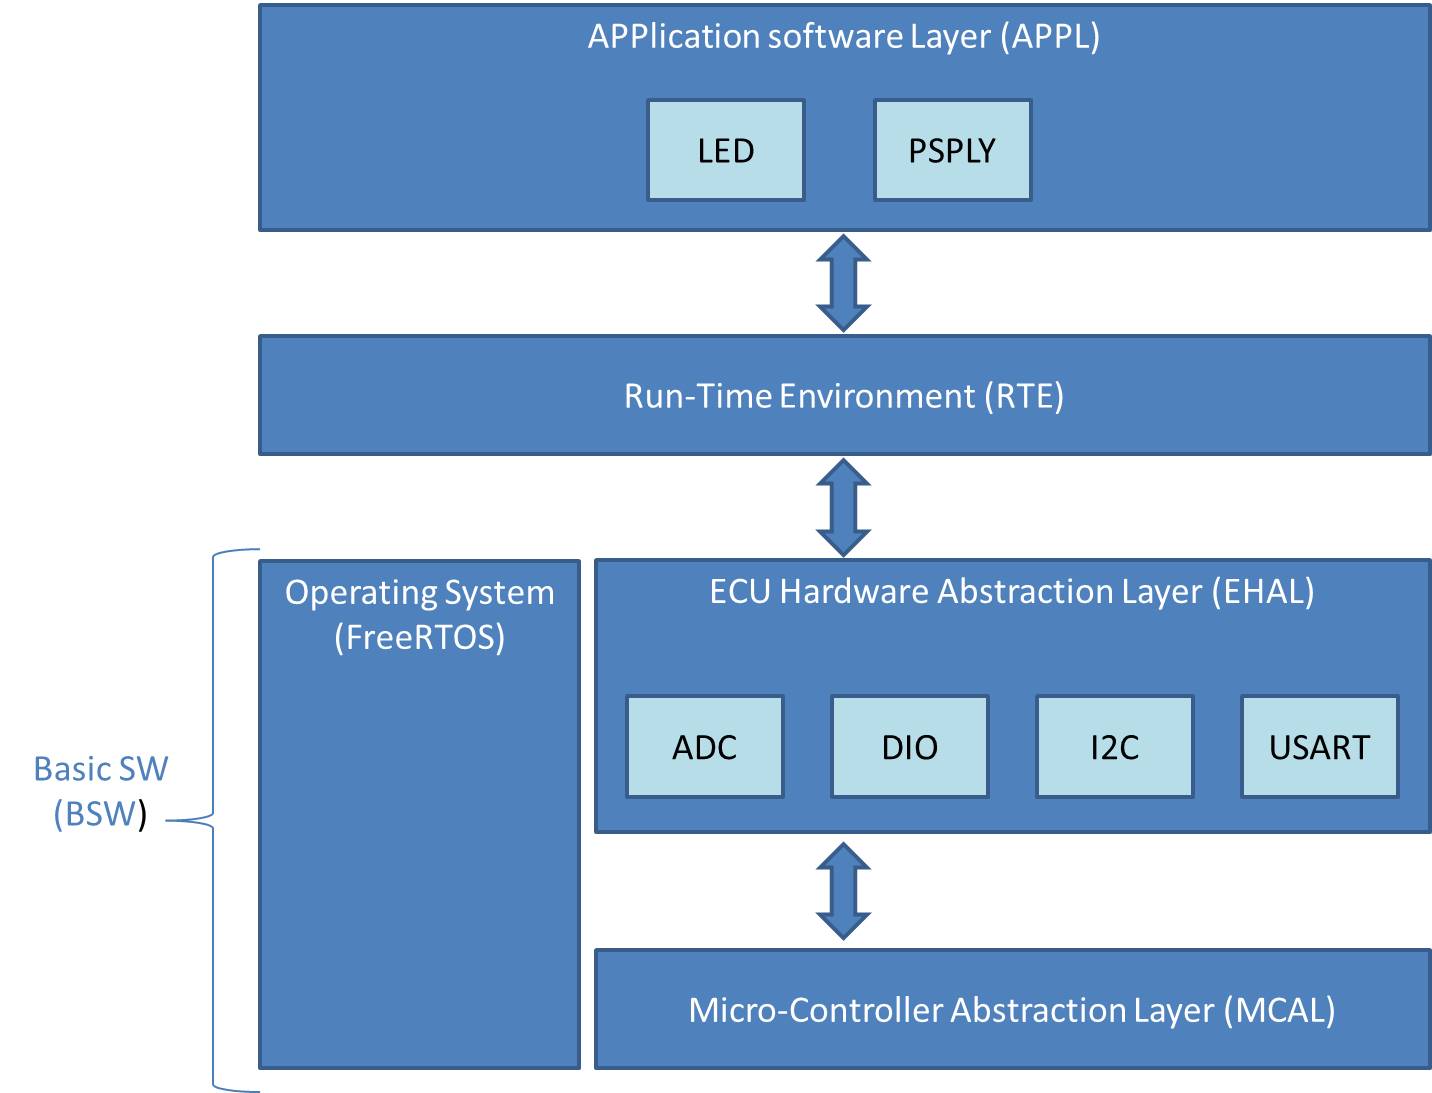 APPlication software Layer (APPL)
LED
PSPLY
Run-Time Environment (RTE)
Operating System
(FreeRTOS)
ECU Hardware Abstraction Layer (EHAL)
ADC
DIO
I2C
USART
Basic SW
(BSW)
Micro-Controller Abstraction Layer (MCAL)